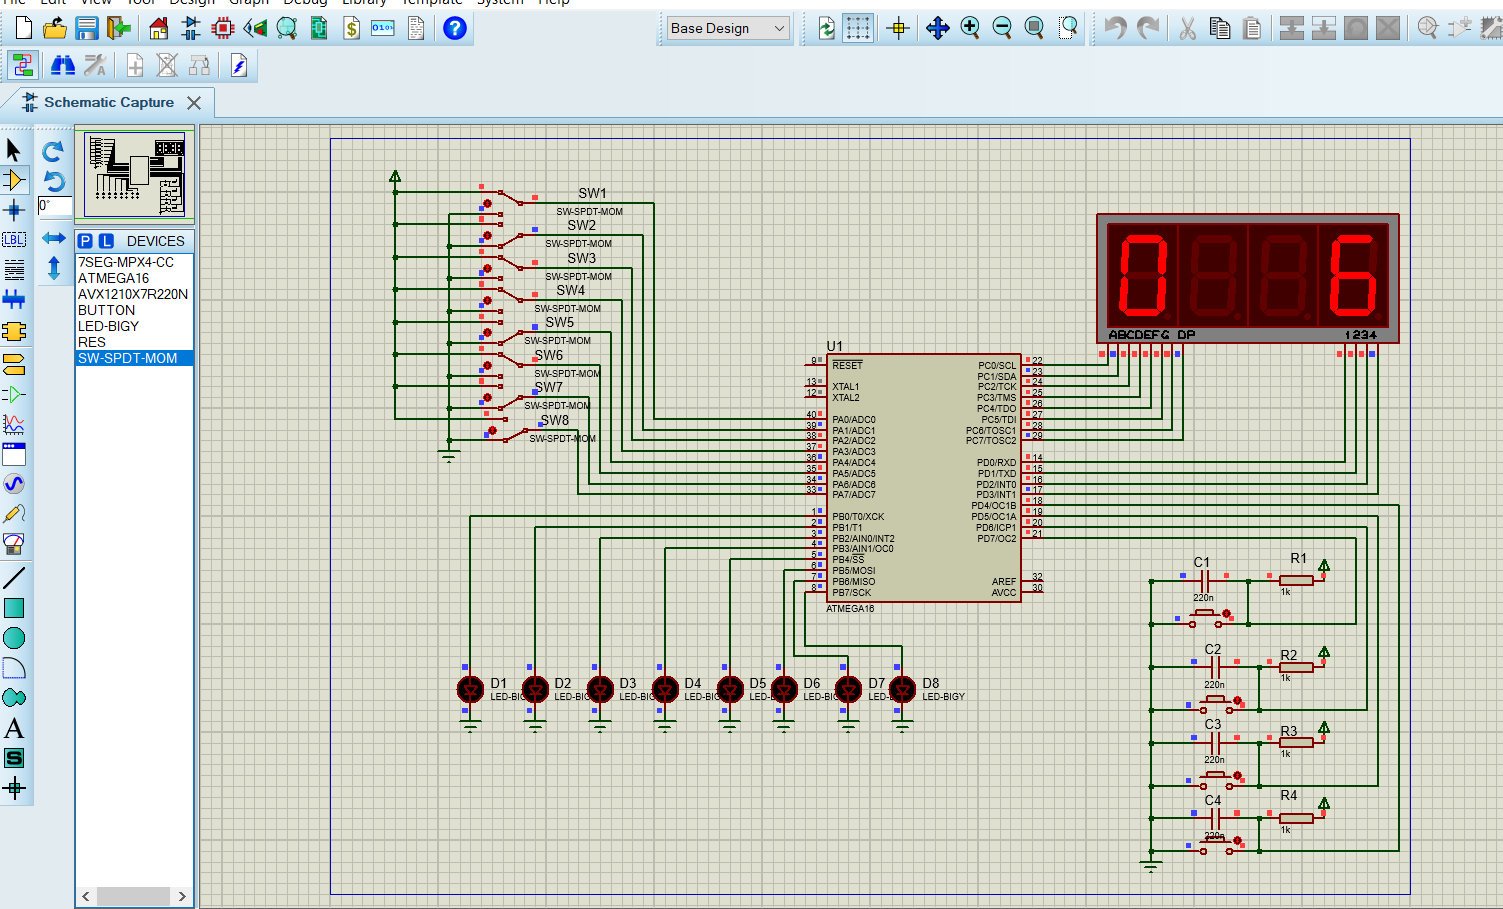 File Edit View Tool Design Graph Debug Library Template System Help
Base Design
Schematic Capture
0°
P L DEVICES
7SEG-MPX4-CC
ATMEGA16
AVX1210X7R220N
BUTTON
LED-BIGY
RES
SW-SPDT-MOM
LBL
A
S
SW1
SW-SPDT-MOM
SW2
SW-SPDT-MOM
SW3
SW-SPDT-MOM
SW4
SW-SPDT-MOM
SW5
SW-SPDT-MOM
SW6
SW-SPDT-MOM
SW7
SW-SPDT-MOM
SW8
SW-SPDT-MOM
0 6
ABCDEFG DP 1234
U1
9 RESET
13 XTAL1
12 XTAL2
40 PA0/ADC0
39 PA1/ADC1
38 PA2/ADC2
37 PA3/ADC3
36 PA4/ADC4
35 PA5/ADC5
34 PA6/ADC6
33 PA7/ADC7
1 PB0/T0/XCK
2 PB1/T1
3 PB2/AIN0/INT2
4 PB3/AIN1/OC0
5 PB4/SS
6 PB5/MOSI
7 PB6/MISO
8 PB7/SCK
PC0/SCL 22
PC1/SDA 23
PC2/TCK 24
PC3/TMS 25
PC4/TDO 26
PC5/TDI 27
PC6/TOSC1 28
PC7/TOSC2 29
PD0/RXD 14
PD1/TXD 15
PD2/INT0 16
PD3/INT1 17
PD4/OC1B 18
PD5/OC1A 19
PD6/ICP1 20
PD7/OC2 21
AREF 32
AVCC 30
ATMEGA16
D1 D2 D3 D4 D5 D6 D7 D8
LED-BIG LED-BIG LED-BIG LED-BIG LED- LED-BIG LED-B LED-BIGY
C1 R1
220n 1k
C2 R2
220n 1k
C3 R3
220n 1k
C4 R4
220n 1k